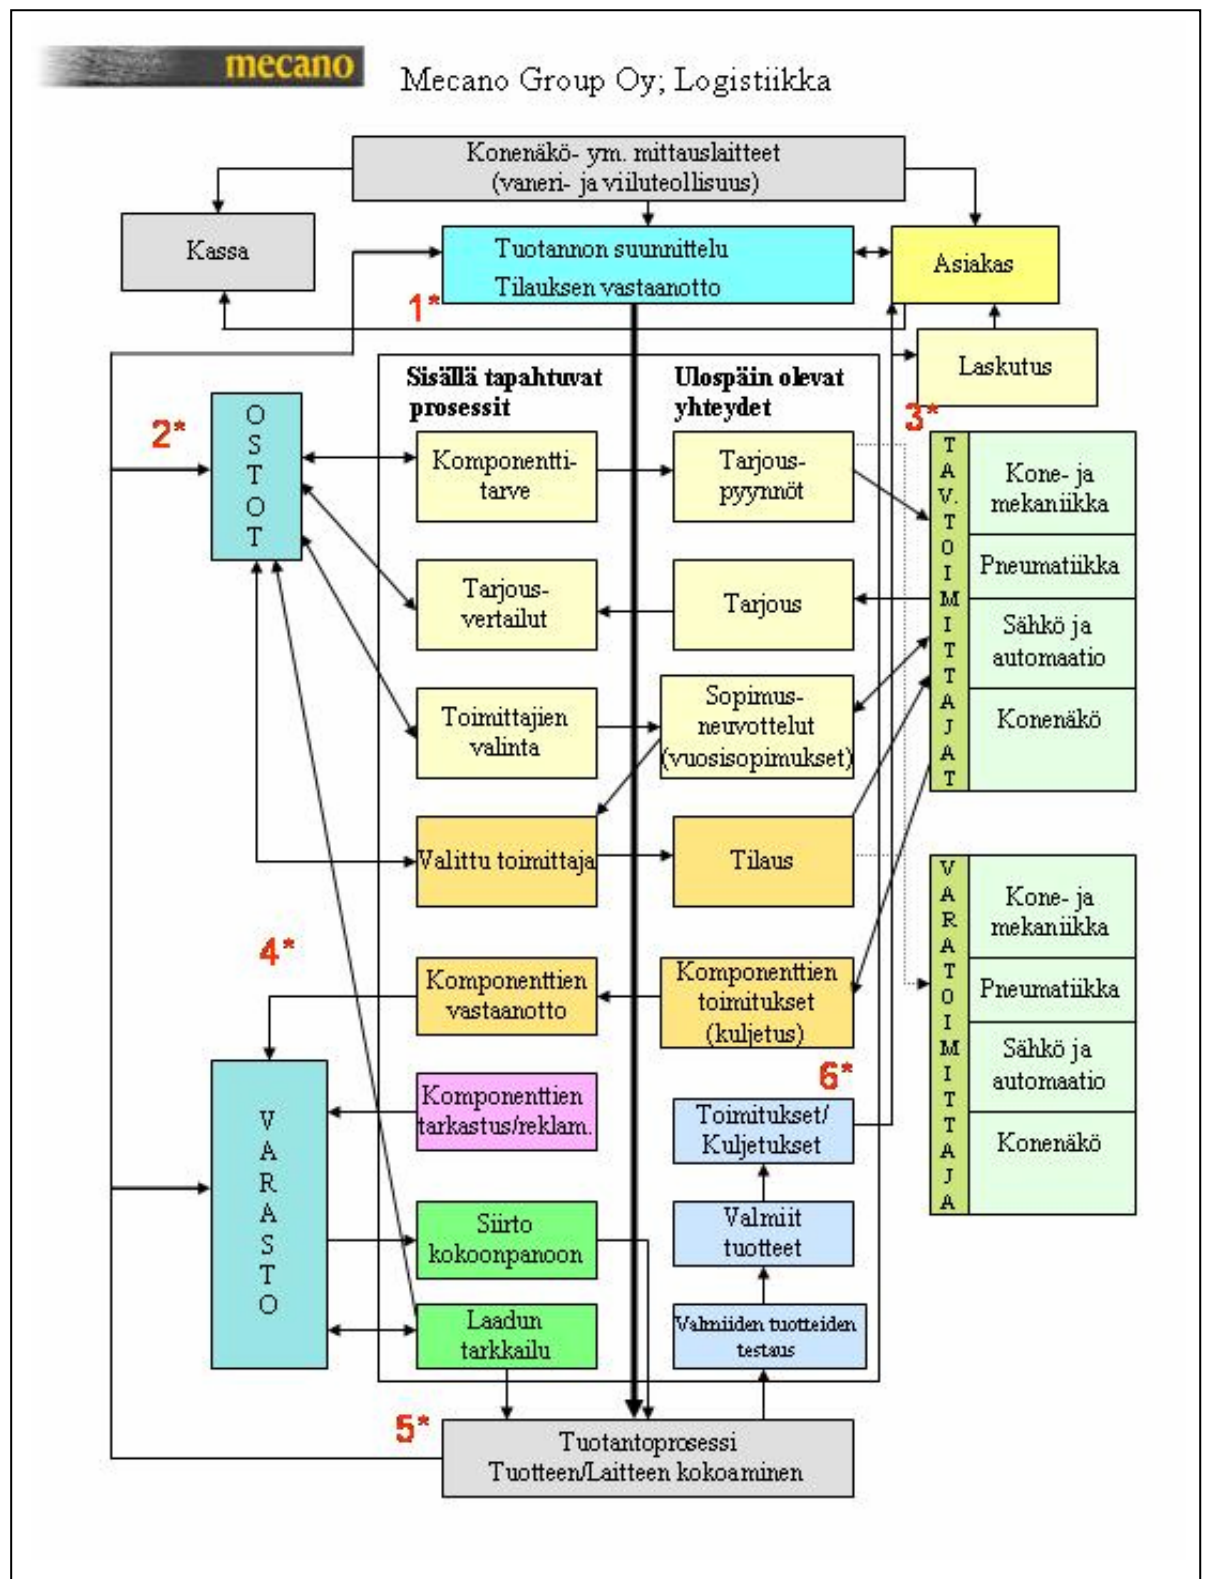 mecano
Mecano Group Oy; Logistiikka
Konenäkö- ym. mittauslaitteet
(vaneri- ja viiluteollisuus)
Kassa
Tuotannon suunnittelu
Tilauksen vastaanotto
Asiakas
1*
Laskutus
Sisällä tapahtuvat
prosessit
Ulospäin olevat
yhteydet
2*
OSTOT
3*
Komponentti-
tarve
Tarjous-
pyynnöt
TAV.TOIMITTAJAT
Kone- ja
mekaniikka
Pneumatiikka
Sähkö ja
automaatio
Konenäkö
Tarjous-
vertailut
Tarjous
Toimittajien
valinta
Sopimus-
neuvottelut
(vuosisopimukset)
Valittu toimittaja
Tilaus
VARATOIMITTAJA
Kone- ja
mekaniikka
Pneumatiikka
Sähkö ja
automaatio
Konenäkö
4*
Komponenttien
vastaanotto
Komponenttien
toimitukset
(kuljetus)
6*
VARASTO
Komponenttien
tarkastus/reklam.
Toimitukset/
Kuljetukset
Siirto
kokoonpanoon
Valmiit
tuotteet
Laadun
tarkkailu
Valmiiden tuotteiden
testaus
5*
Tuotantoprosessi
Tuotteen/Laitteen kokoaminen